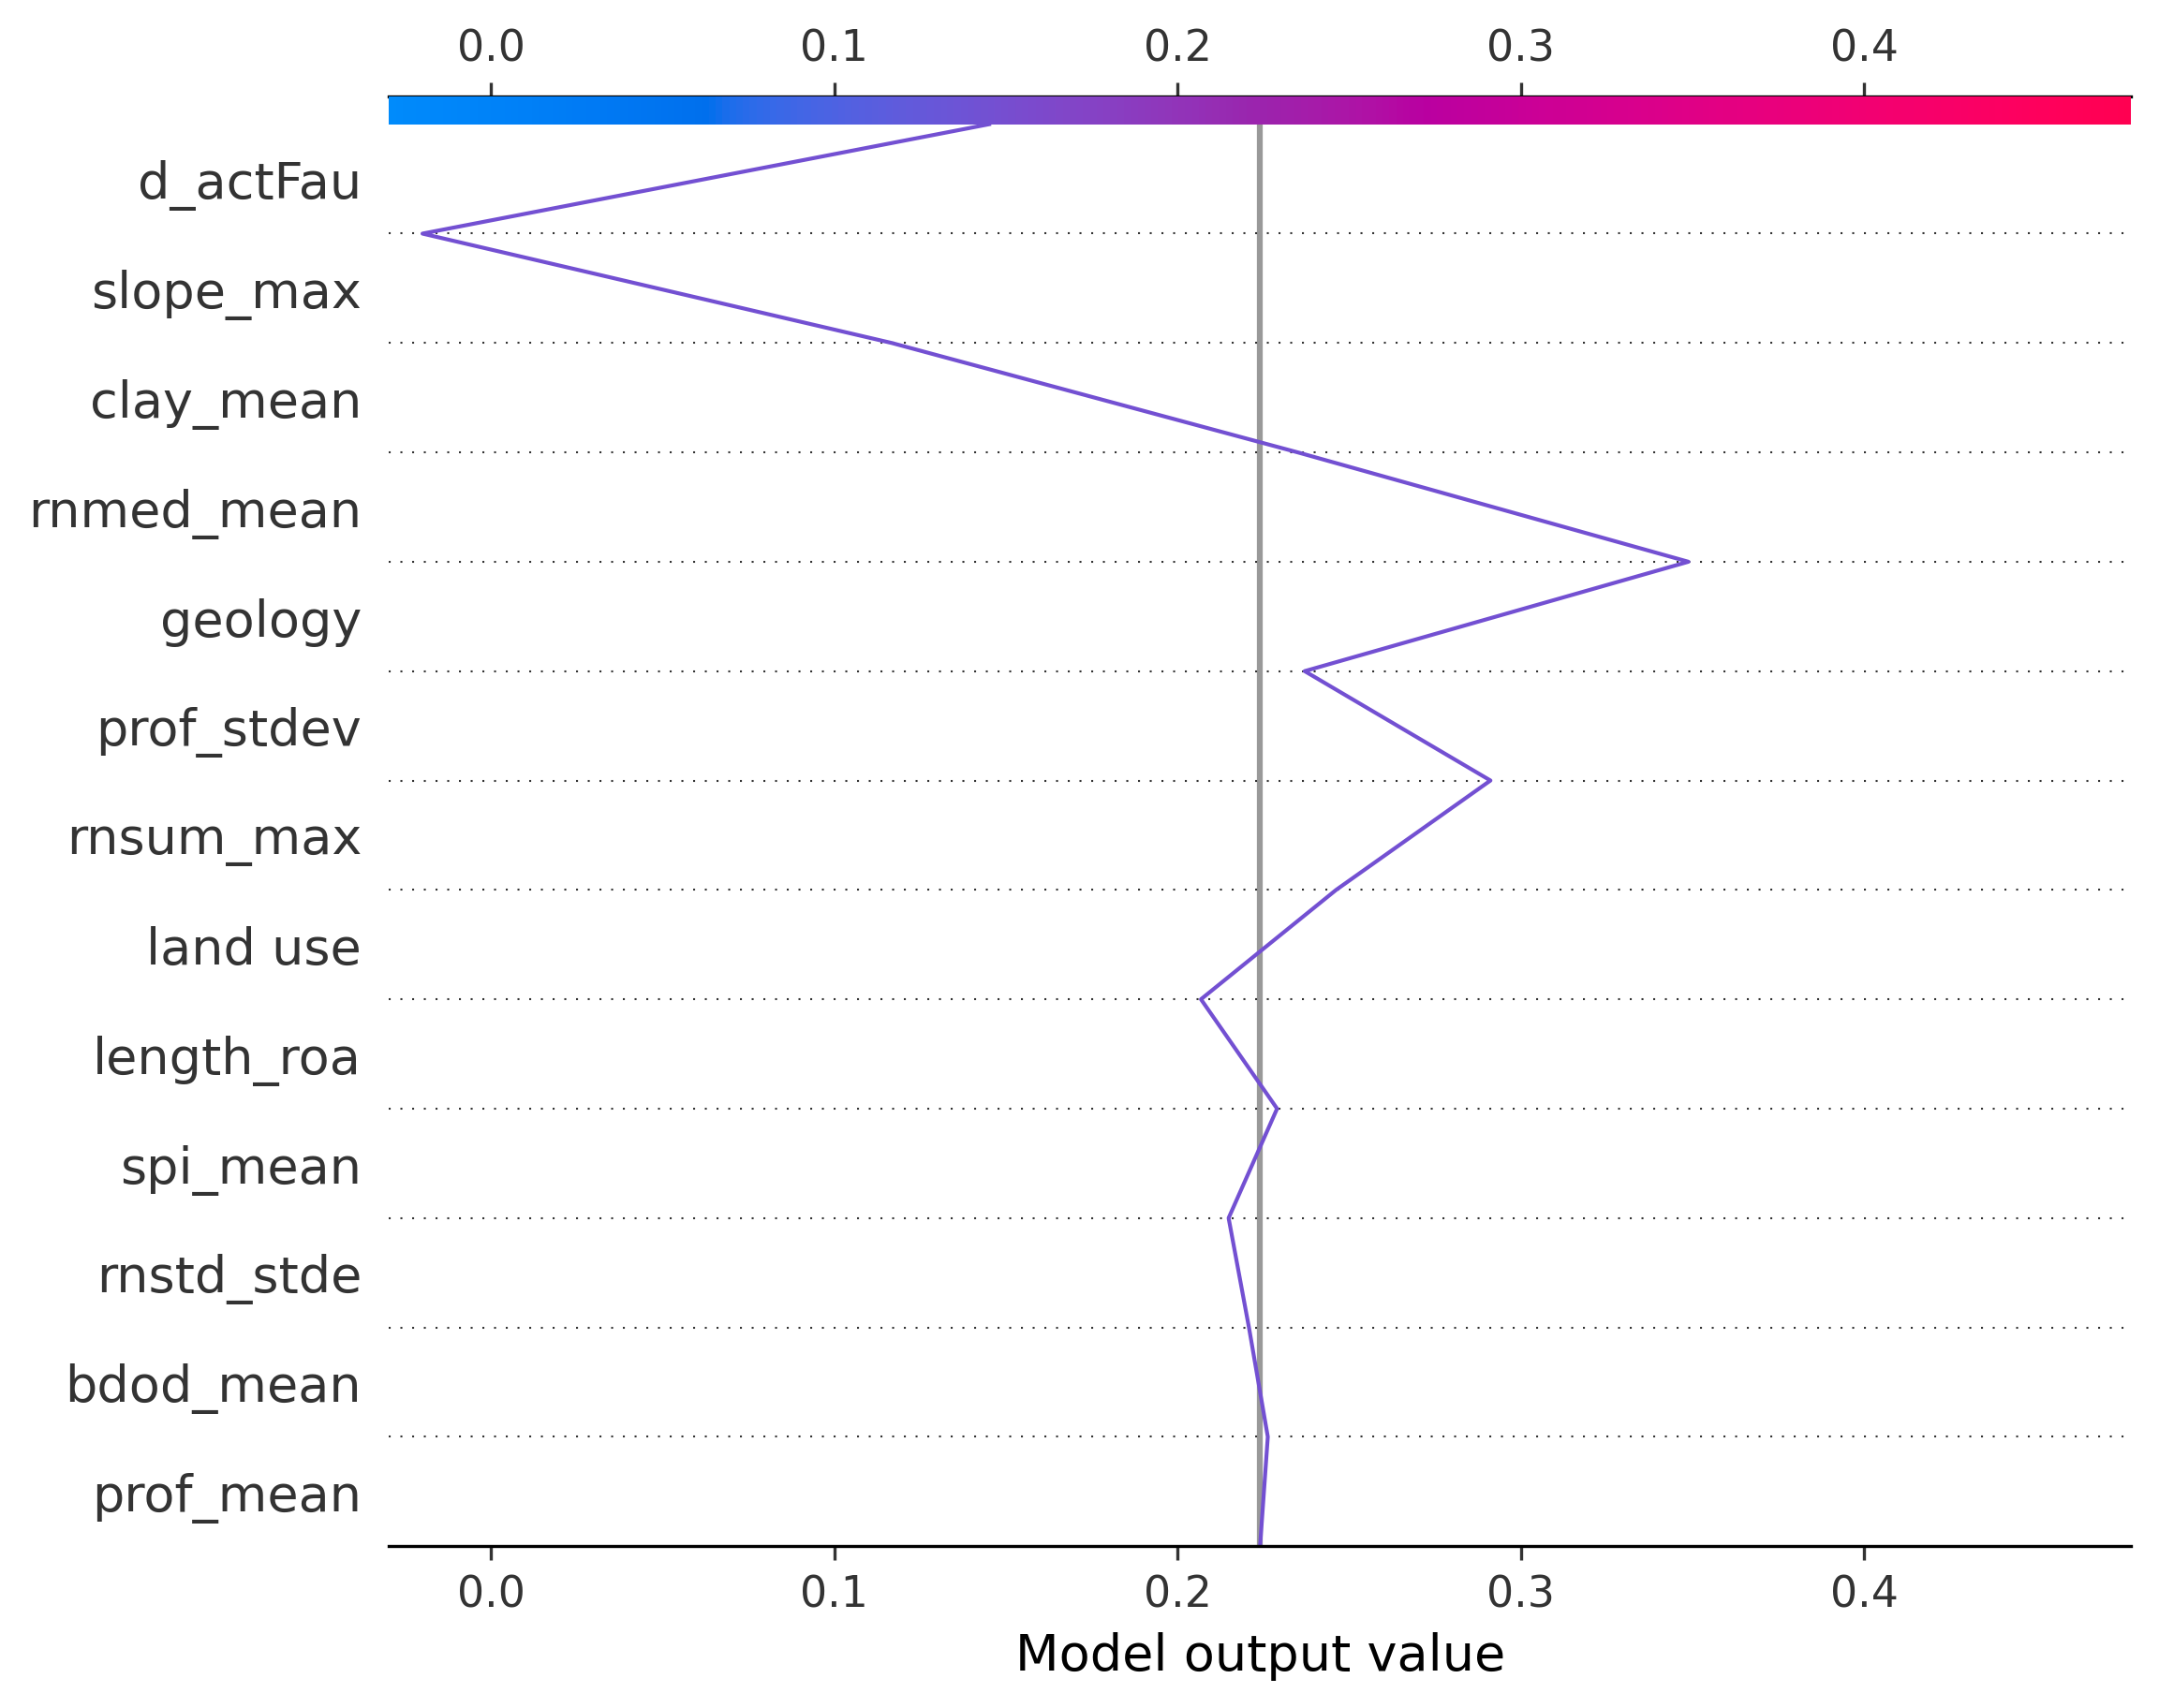 0.0 0.1 0.2 0.3 0.4
d_actFau
slope_max
clay_mean
rnmed_mean
geology
prof_stdev
rnsum_max
land use
length_roa
spi_mean
rnstd_stde
bdod_mean
prof_mean
0.0 0.1 0.2 0.3 0.4
Model output value